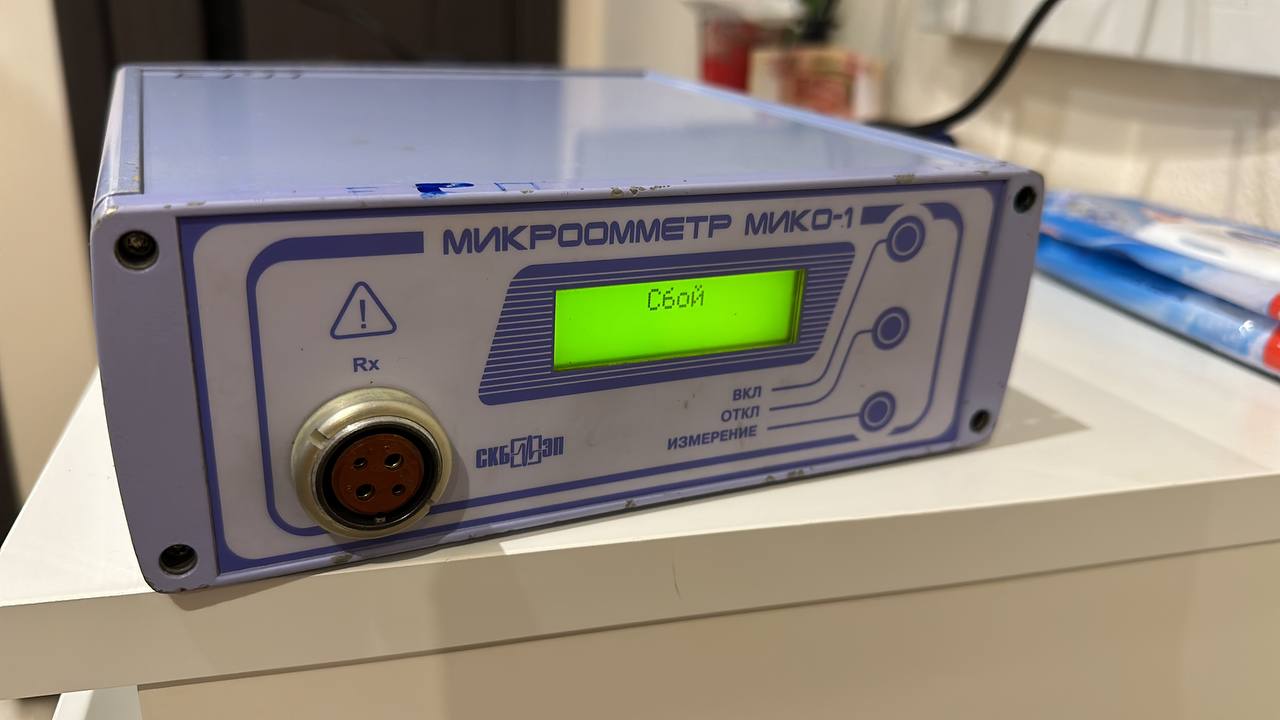 МИКРООММЕТР МИКО-1
Сбой
Rx
ВКЛ
ОТКЛ
ИЗМЕРЕНИЕ
СКБ ЭП